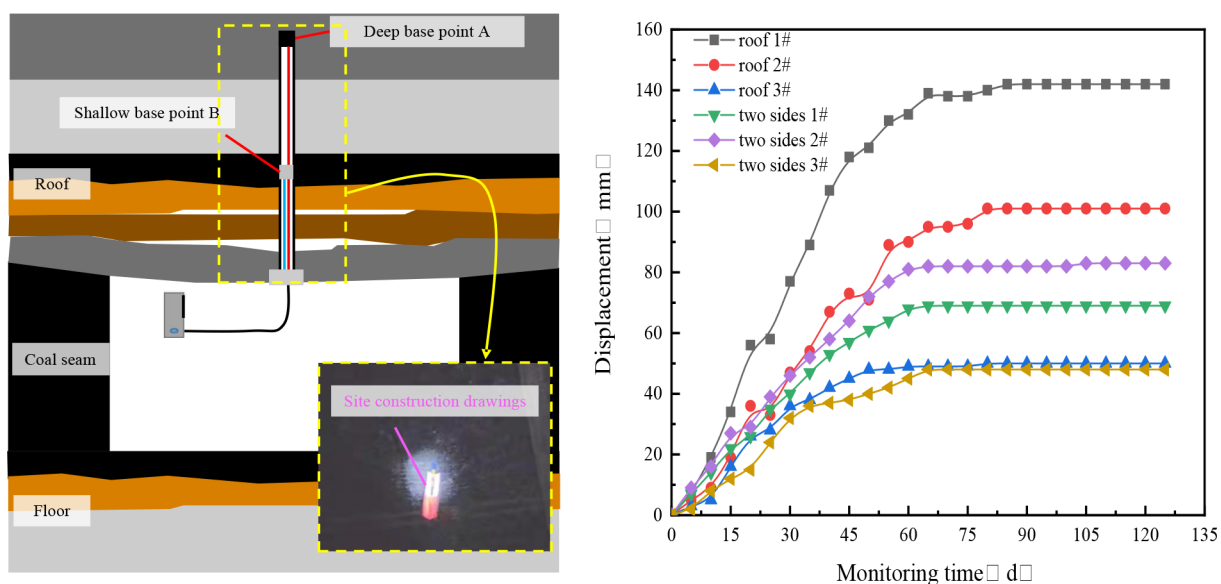 Deep base point A
Shallow base point B
Roof
Coal seam
Site construction drawings
Floor
160
140
120
100
80
60
40
20
0
Displacement□ mm□
roof 1#
roof 2#
roof 3#
two sides 1#
two sides 2#
two sides 3#
0 15 30 45 60 75 90 105 120 135
Monitoring time□ d□